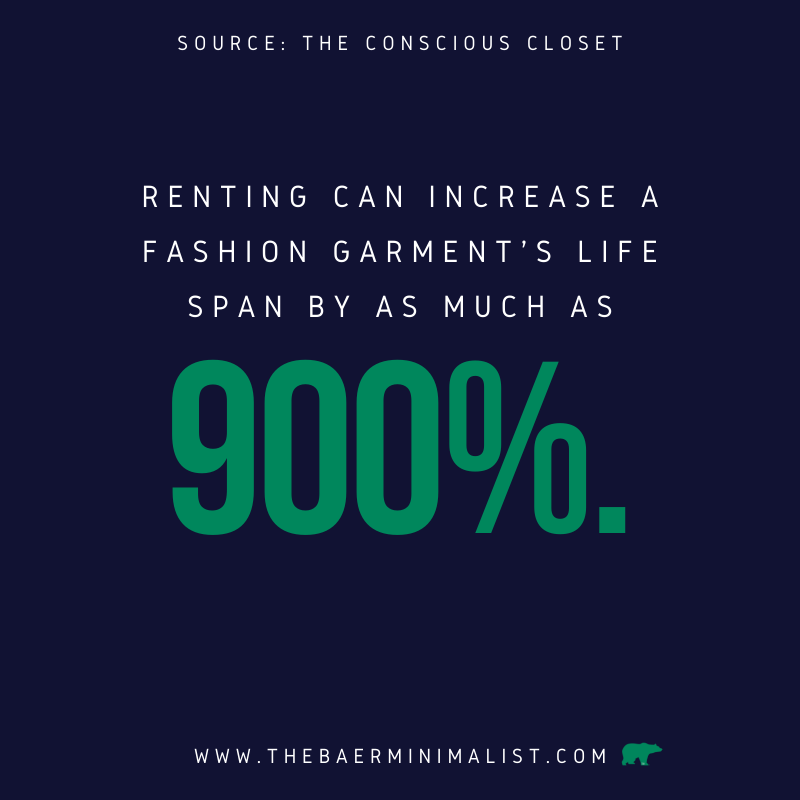 SOURCE: THE CONSCIOUS CLOSET
RENTING CAN INCREASE A
FASHION GARMENT’S LIFE
SPAN BY AS MUCH AS
900%.
WWW.THEBAERMINIMALIST.COM